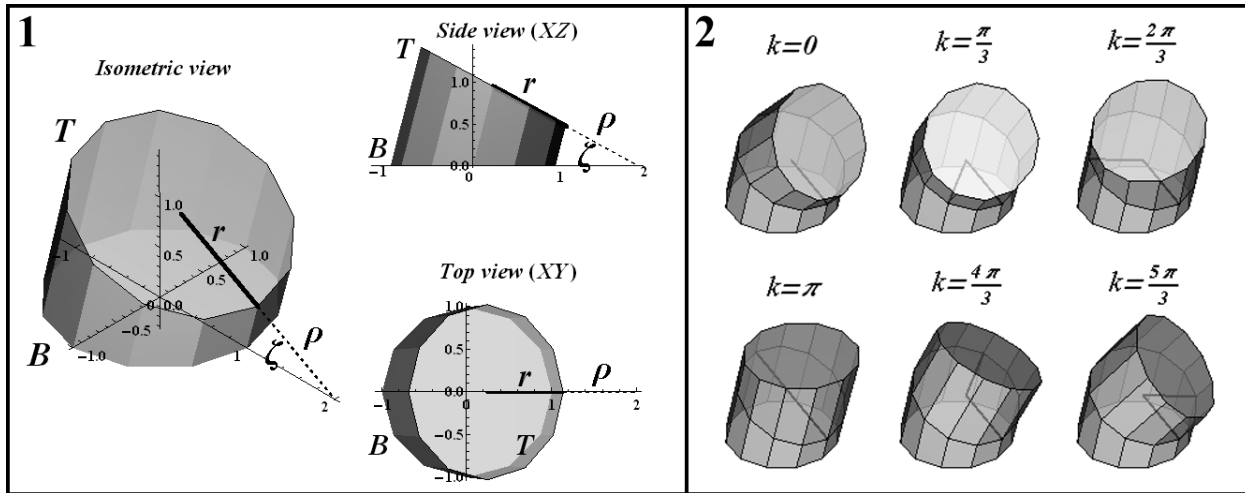 1
Isometric view
T
B
r
ρ
ζ
-1
1.0
1.0
0.5
0.5
0
0.0
-0.5
-1.0
1
2
Side view (XZ)
T
r
ρ
B
ζ
1.0
0.5
0.0
-1 0 1 2
Top view (XY)
1.0
0.5
0.0
-0.5
-1.0
-1 0 1 2
r
ρ
B
T
2
k=0
k=π/3
k=2π/3
k=π
k=4π/3
k=5π/3